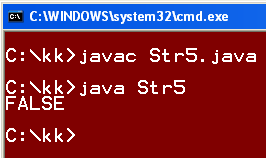 C:\WINDOWS\system32\cmd.exe
C:\kk>javac Str5.java
C:\kk>java Str5
FALSE
C:\kk>